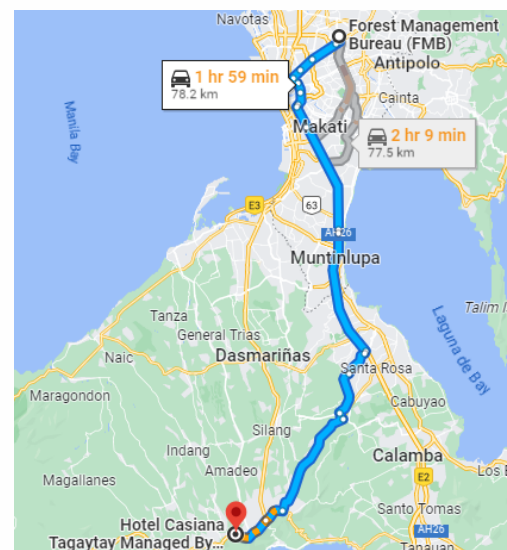 Navotas
Forest Management
Bureau (FMB)
Antipolo
1 hr 59 min
78.2 km
Cainta
Makati
2 hr 9 min
77.5 km
Manila Bay
E3
63
AH26
Muntinlupa
Talim I
Laguna de Bay
Tanza
General Trias
Naic
Dasmariñas
Santa Rosa
Maragondon
Cabuyao
Silang
Indang
Calamba
Amadeo
Magallanes
E2
Los B
Santo Tomas
Hotel Casiana
Tagaytay Managed By...
AH26
Tanauan